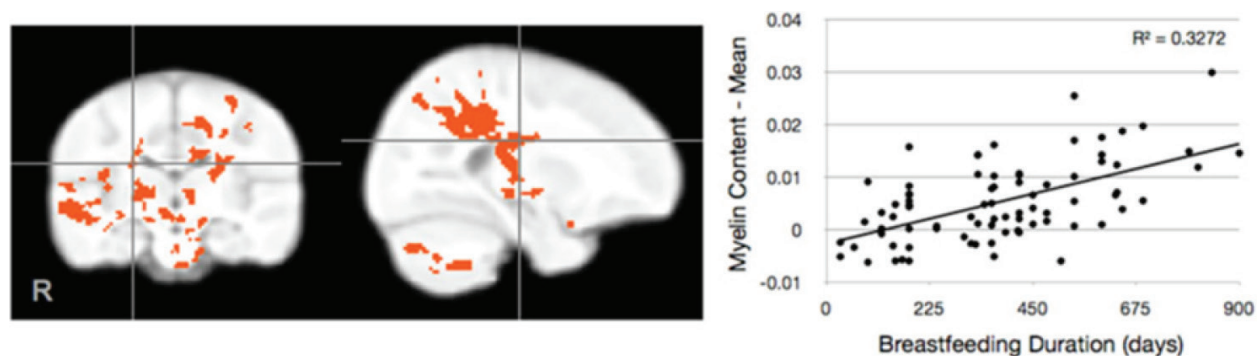 R
R² = 0.3272
Myelin Content - Mean
0.04
0.03
0.02
0.01
0
-0.01
0
225
450
675
900
Breastfeeding Duration (days)